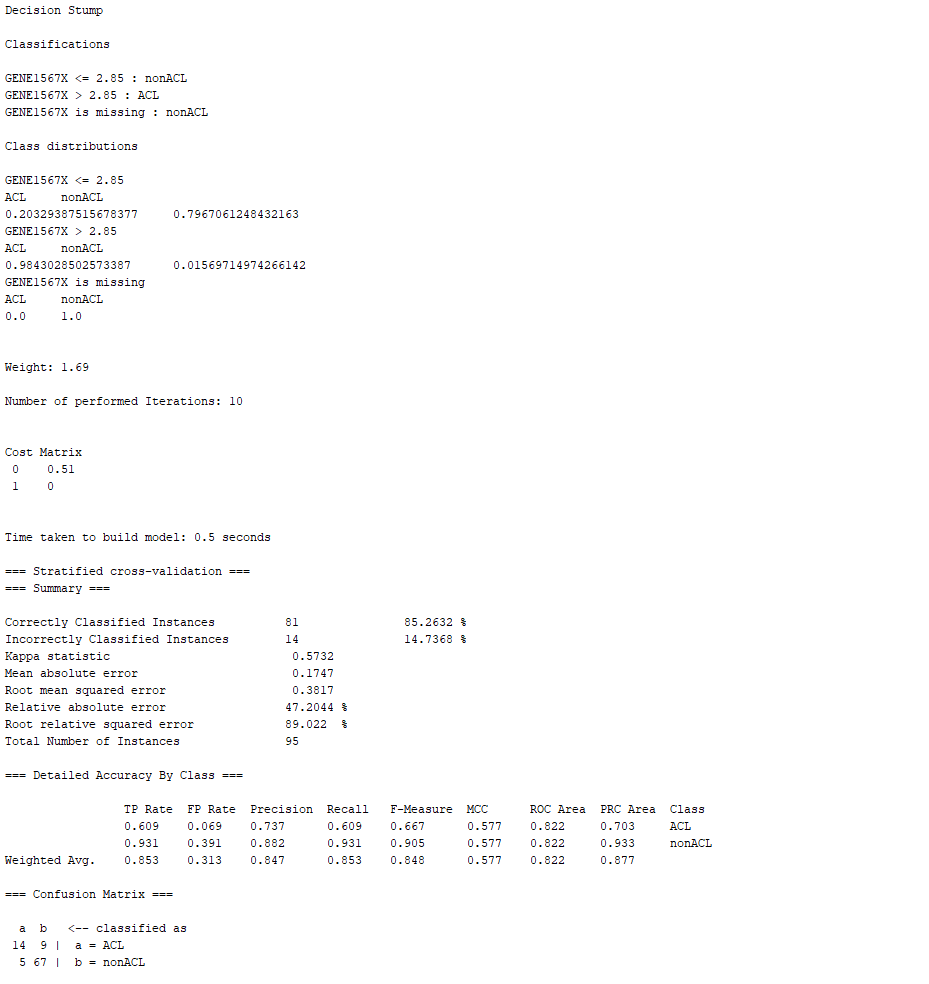 Decision Stump
Classifications
GENE1567X <= 2.85 : nonACL
GENE1567X > 2.85 : ACL
GENE1567X is missing : nonACL
Class distributions
GENE1567X <= 2.85
ACL nonACL
0.20329387515678377 0.7967061248432163
GENE1567X > 2.85
ACL nonACL
0.9843028502573387 0.01569714974266142
GENE1567X is missing
ACL nonACL
0.0 1.0
Weight: 1.69
Number of performed Iterations: 10
Cost Matrix
0 0.51
1 0
Time taken to build model: 0.5 seconds
=== Stratified cross-validation ===
=== Summary ===
Correctly Classified Instances 81 85.2632 %
Incorrectly Classified Instances 14 14.7368 %
Kappa statistic 0.5732
Mean absolute error 0.1747
Root mean squared error 0.3817
Relative absolute error 47.2044 %
Root relative squared error 89.022 %
Total Number of Instances 95
=== Detailed Accuracy By Class ===
TP Rate FP Rate Precision Recall F-Measure MCC ROC Area PRC Area Class
0.609 0.069 0.737 0.609 0.667 0.577 0.822 0.703 ACL
0.931 0.391 0.882 0.931 0.905 0.577 0.822 0.933 nonACL
Weighted Avg. 0.853 0.313 0.847 0.853 0.848 0.577 0.822 0.877
=== Confusion Matrix ===
a b <-- classified as
14 9 | a = ACL
5 67 | b = nonACL